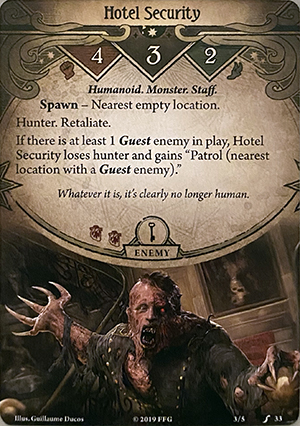 Hotel Security
4 3 2
Humanoid. Monster. Staff.
Spawn – Nearest empty location.
Hunter. Retaliate.
If there is at least 1 Guest enemy in play, Hotel
Security loses hunter and gains “Patrol (nearest
location with a Guest enemy).”
Whatever it is, it's clearly no longer human.
ENEMY
Illus. Guillaume Ducos
© 2019 FFG
3/5
33